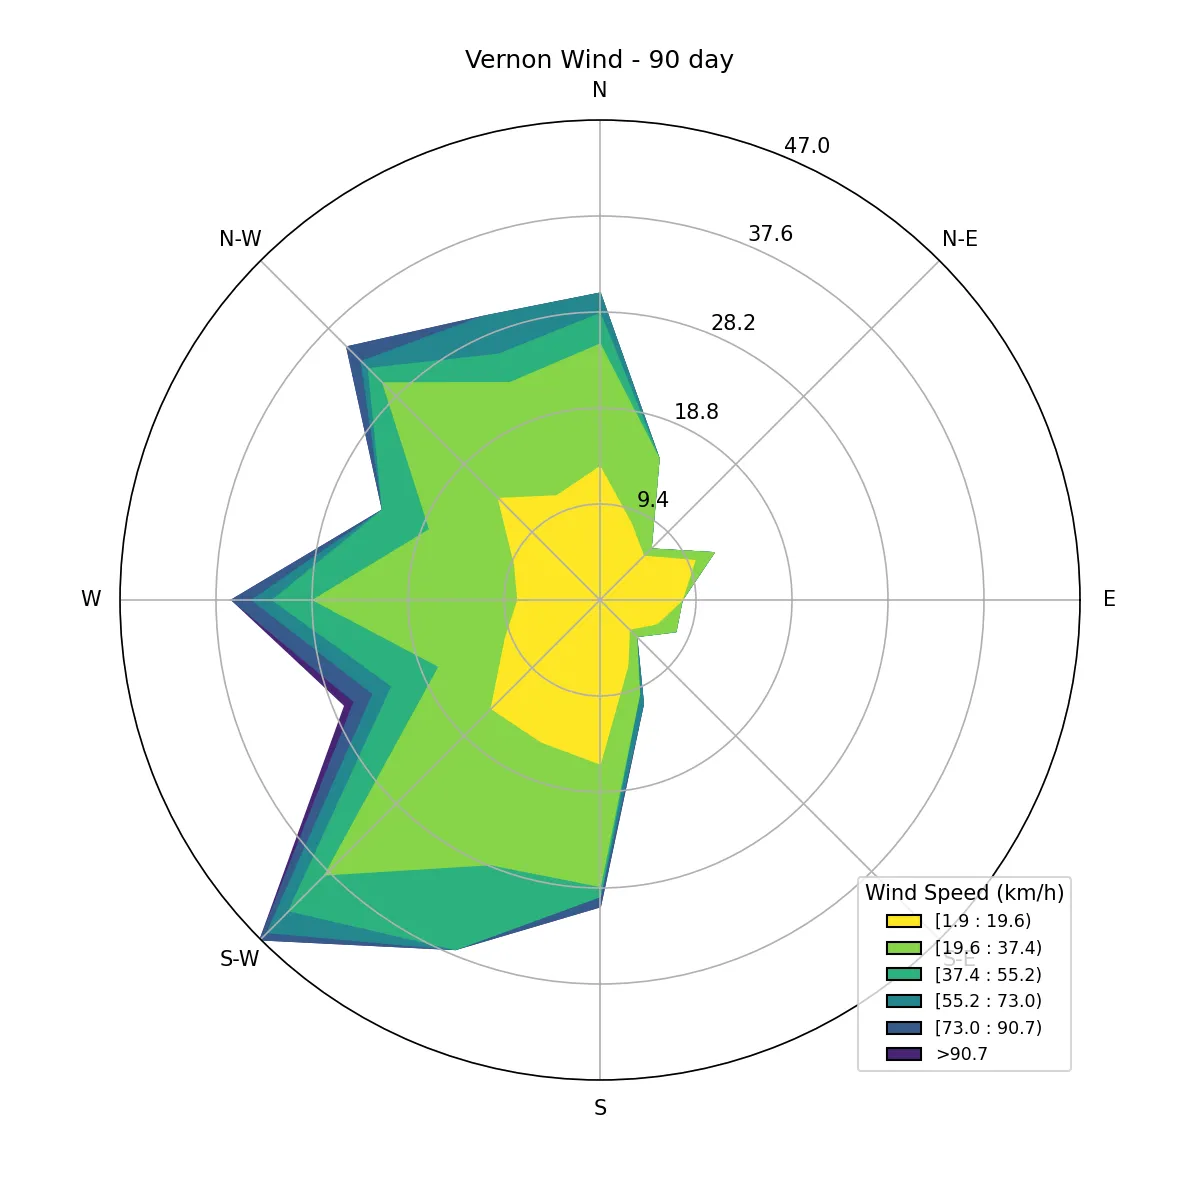 Vernon Wind - 90 day
N
47.0
37.6
N-W
N-E
28.2
18.8
9.4
W
E
Wind Speed (km/h)
[1.9 : 19.6)
[19.6 : 37.4)
S-W
S-E
[37.4 : 55.2)
[55.2 : 73.0)
[73.0 : 90.7)
>90.7
S